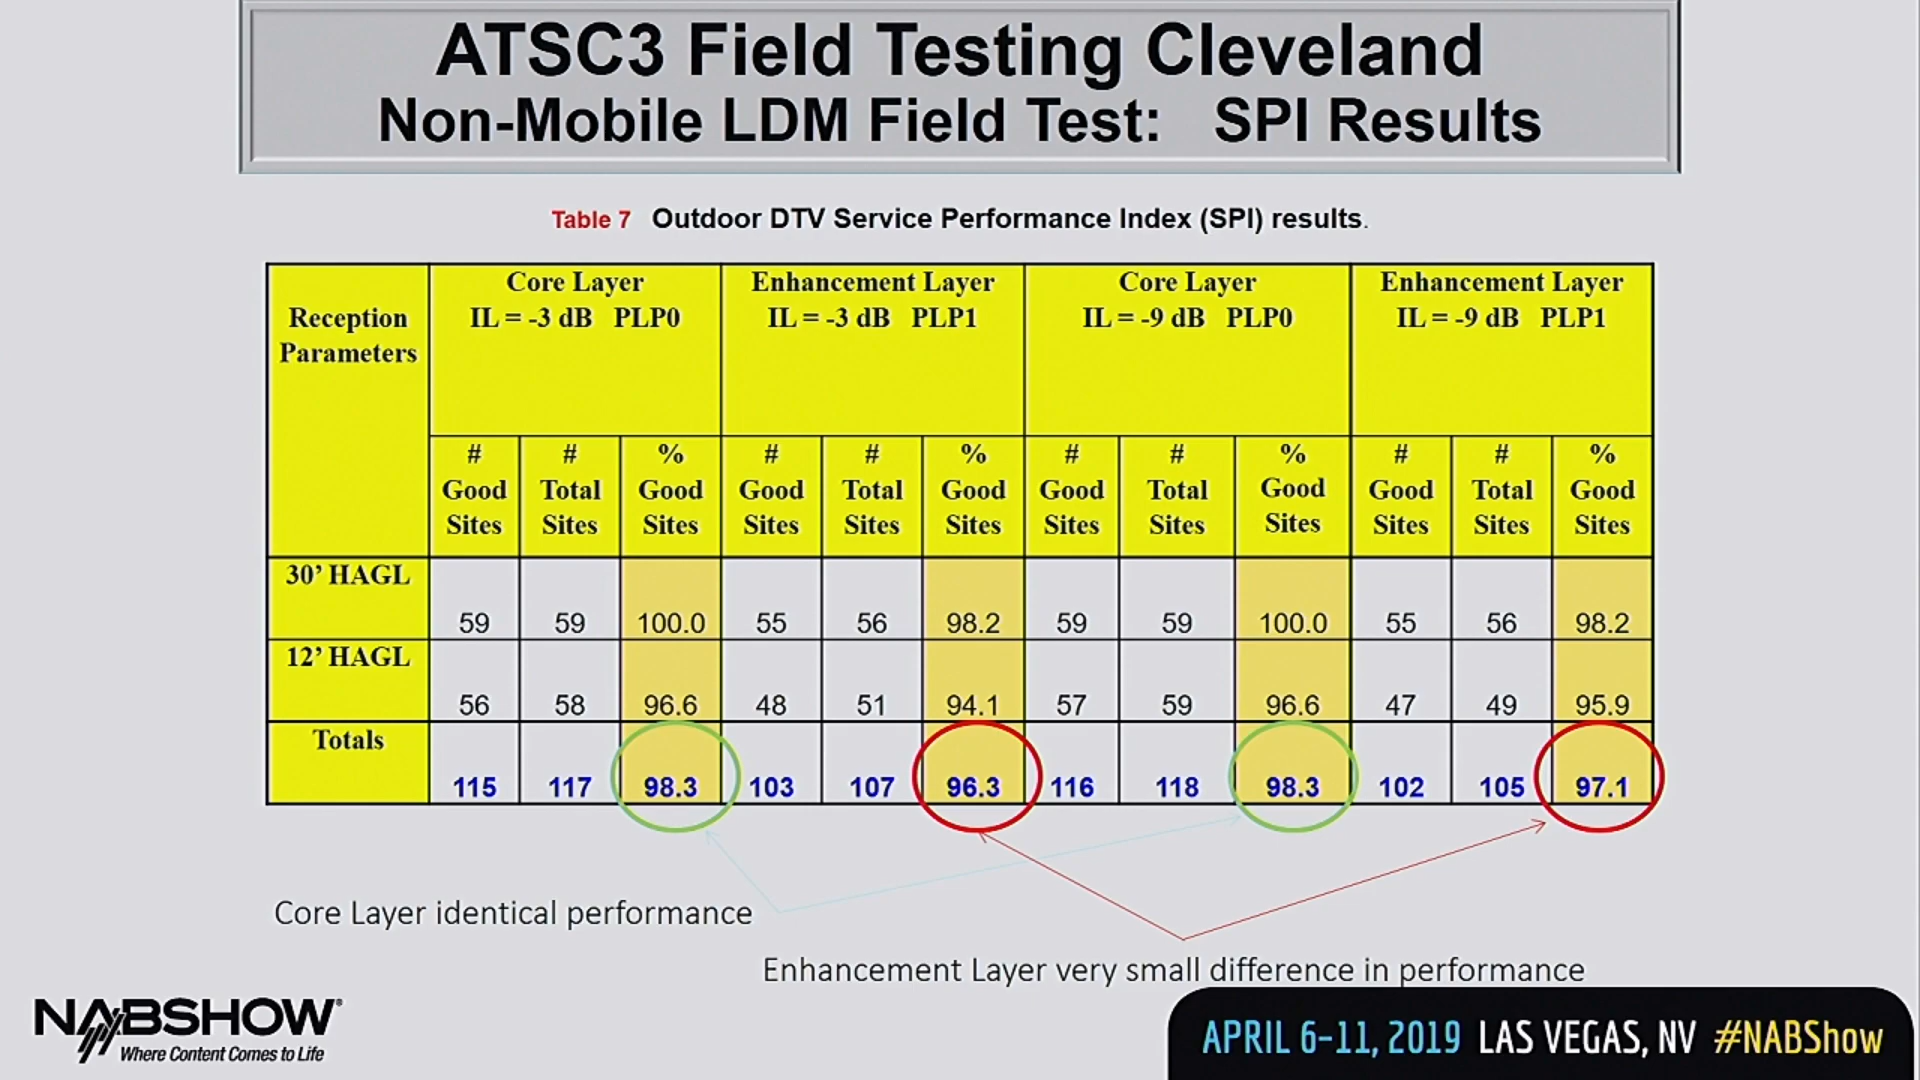 ATSC3 Field Testing Cleveland
Non-Mobile LDM Field Test: SPI Results
Table 7 Outdoor DTV Service Performance Index (SPI) results.
Reception Parameters
Core Layer
IL = -3 dB PLP0
Enhancement Layer
IL = -3 dB PLP1
Core Layer
IL = -9 dB PLP0
Enhancement Layer
IL = -9 dB PLP1
# Good Sites # Total Sites % Good Sites # Good Sites # Total Sites % Good Sites # Good Sites # Total Sites % Good Sites # Good Sites # Total Sites % Good Sites
30’ HAGL 59 59 100.0 55 56 98.2 59 59 100.0 55 56 98.2
12’ HAGL 56 58 96.6 48 51 94.1 57 59 96.6 47 49 95.9
Totals 115 117 98.3 103 107 96.3 116 118 98.3 102 105 97.1
Core Layer identical performance
Enhancement Layer very small difference in performance
NABSHOW®
Where Content Comes to Life
APRIL 6-11, 2019 LAS VEGAS, NV #NABShow